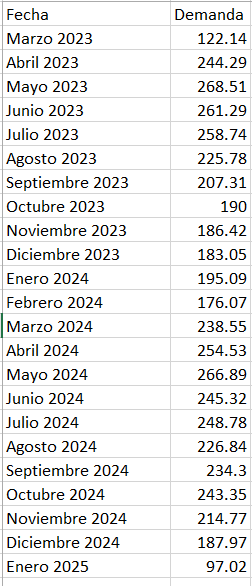 Fecha Demanda
Marzo 2023 122.14
Abril 2023 244.29
Mayo 2023 268.51
Junio 2023 261.29
Julio 2023 258.74
Agosto 2023 225.78
Septiembre 2023 207.31
Octubre 2023 190
Noviembre 2023 186.42
Diciembre 2023 183.05
Enero 2024 195.09
Febrero 2024 176.07
Marzo 2024 238.55
Abril 2024 254.53
Mayo 2024 266.89
Junio 2024 245.32
Julio 2024 248.78
Agosto 2024 226.84
Septiembre 2024 234.3
Octubre 2024 243.35
Noviembre 2024 214.77
Diciembre 2024 187.97
Enero 2025 97.02